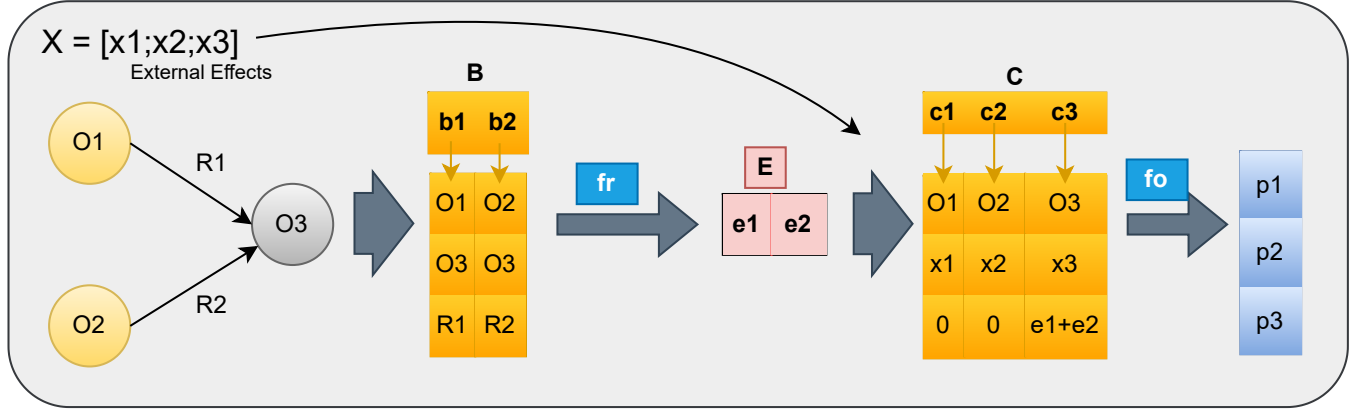 X = [x1;x2;x3]
External Effects
O1
R1
O3
R2
O2
B
b1 b2
O1 O2
O3 O3
R1 R2
fr
E
e1 e2
C
c1 c2 c3
O1 O2 O3
x1 x2 x3
0 0 e1+e2
fo
p1
p2
p3